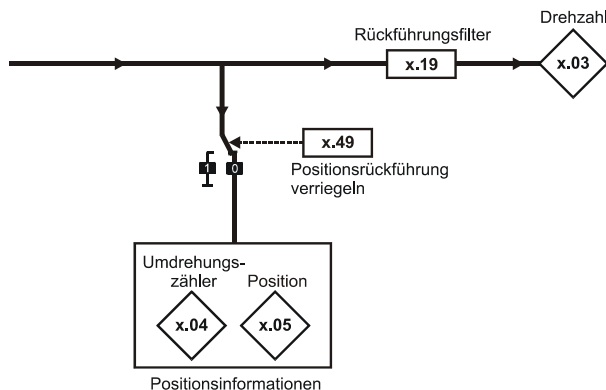 Drehzahl
Rückführungsfilter
x.19
x.03
x.49
1 0
Positionsrückführung
verriegeln
Umdrehungs-
zähler
Position
x.04
x.05
Positionsinformationen